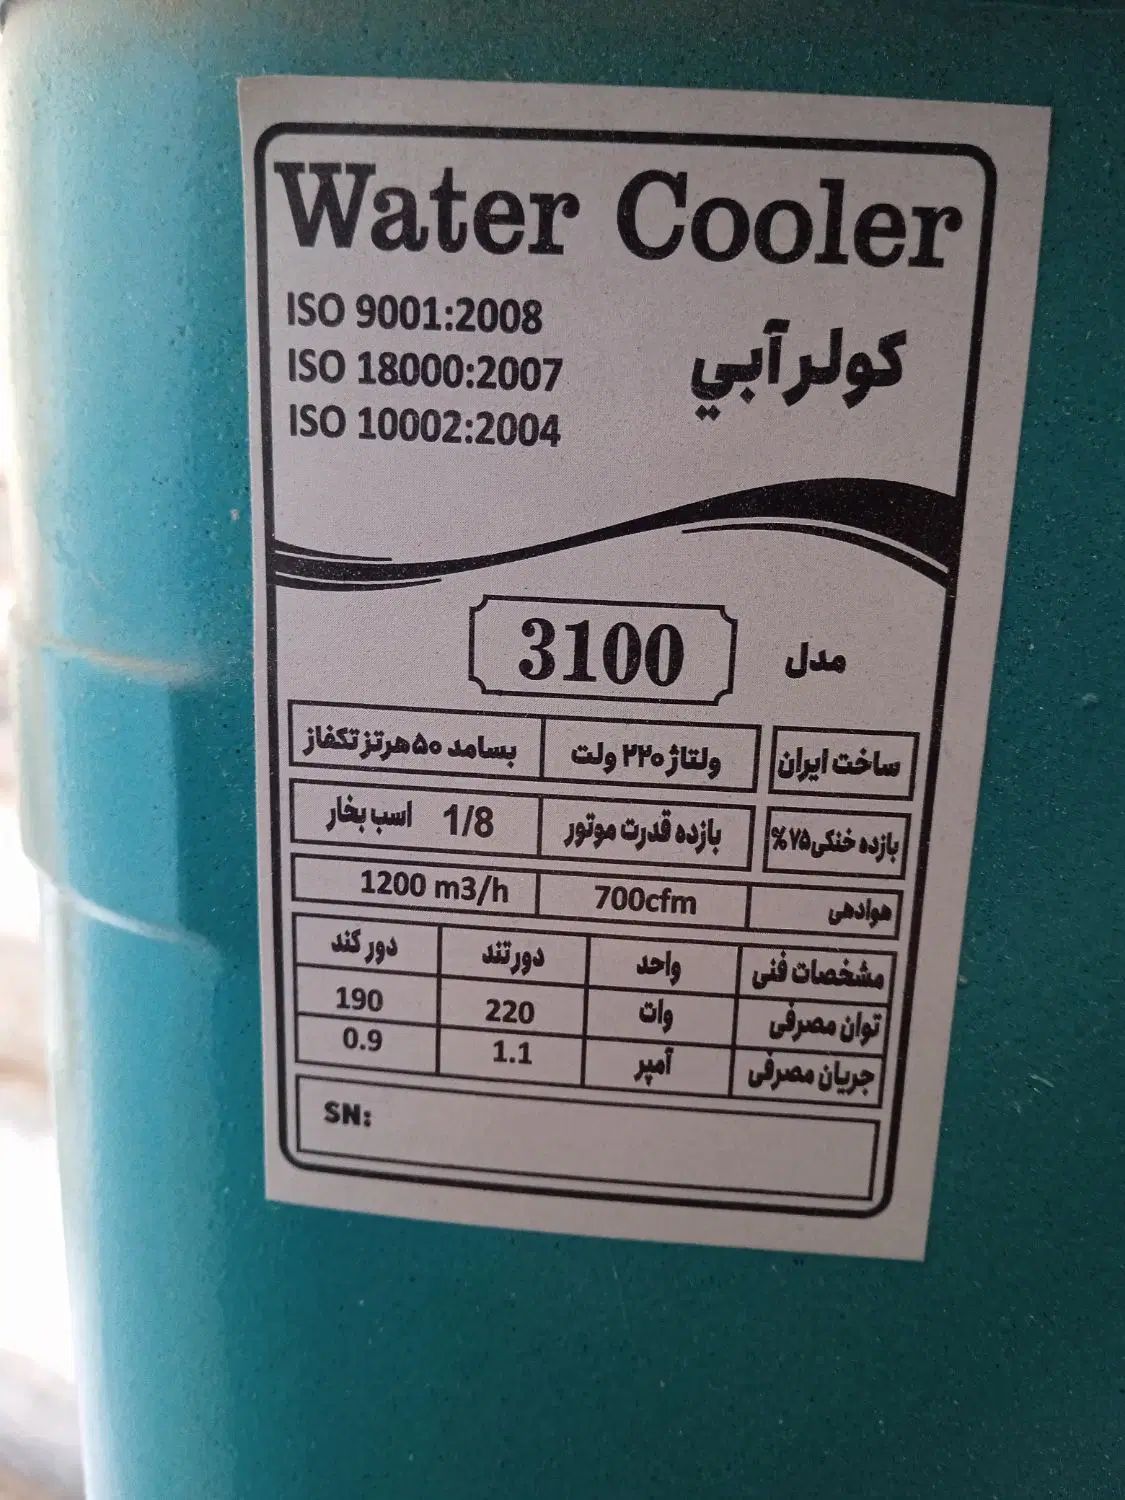 Water Cooler
ISO 9001:2008
ISO 18000:2007
ISO 10002:2004
کولر آبي
مدل 3100
ساخت ایران ولتاژ ۲۲۰ ولت بسامد ۵۰ هرتز تکفاز
بازده خنکی ۷۵% بازده قدرت موتور 1/8 اسب بخار
هوادهی 700cfm 1200 m3/h
مشخصات فنی واحد دور تند دور کند
توان مصرفی وات 220 190
جریان مصرفی آمپر 1.1 0.9
SN: